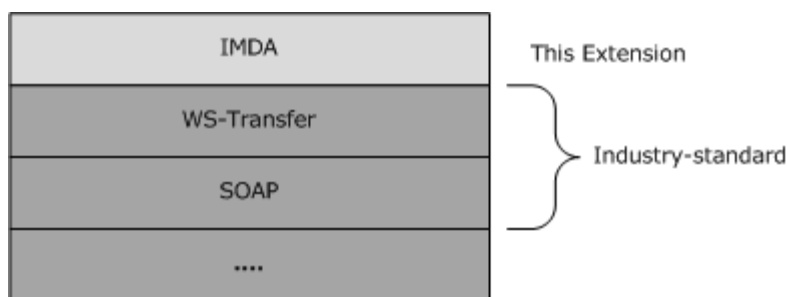 IMDA
This Extension
WS-Transfer
Industry-standard
SOAP
....